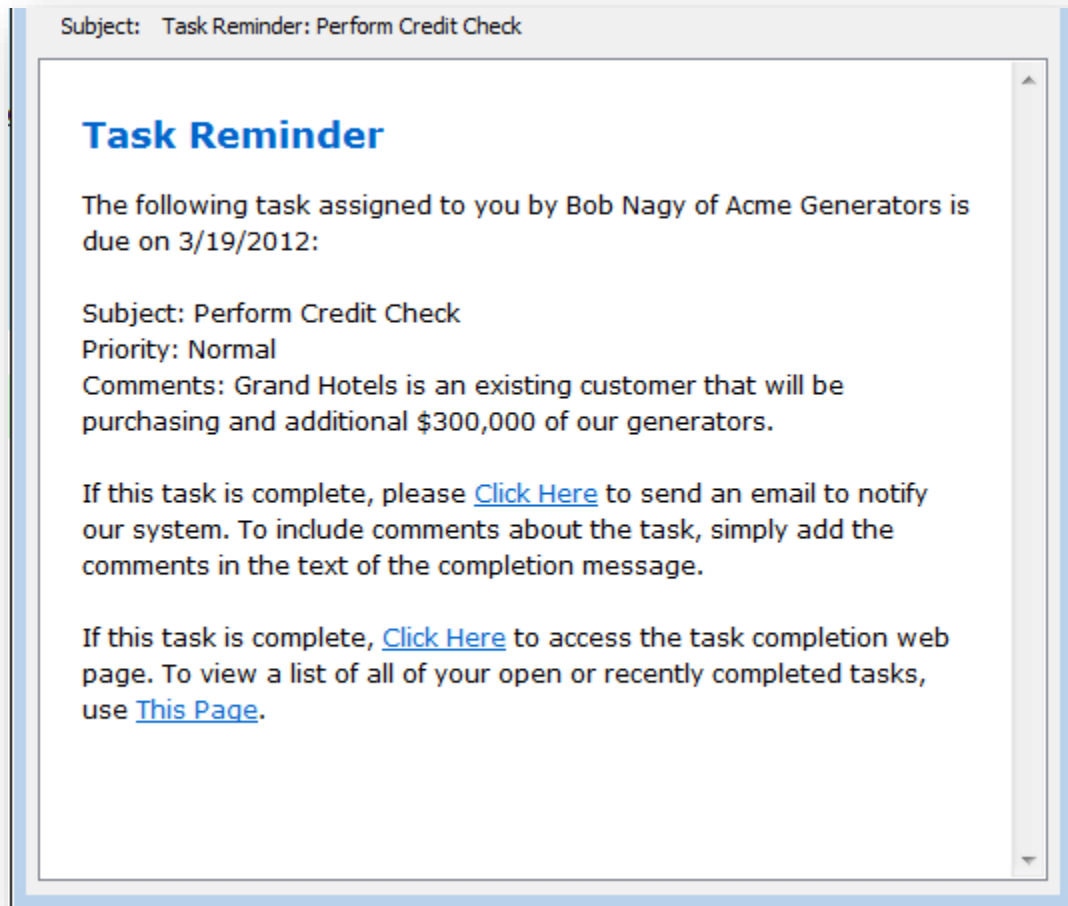 Subject: Task Reminder: Perform Credit Check
Task Reminder
The following task assigned to you by Bob Nagy of Acme Generators is
due on 3/19/2012:
Subject: Perform Credit Check
Priority: Normal
Comments: Grand Hotels is an existing customer that will be
purchasing and additional $300,000 of our generators.
If this task is complete, please Click Here to send an email to notify
our system. To include comments about the task, simply add the
comments in the text of the completion message.
If this task is complete, Click Here to access the task completion web
page. To view a list of all of your open or recently completed tasks,
use This Page.